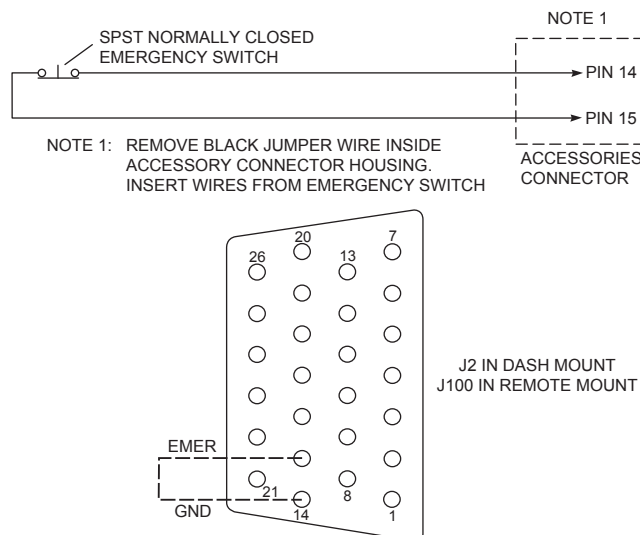 NOTE 1
SPST NORMALLY CLOSED
EMERGENCY SWITCH
PIN 14
PIN 15
NOTE 1: REMOVE BLACK JUMPER WIRE INSIDE
ACCESSORY CONNECTOR HOUSING.
INSERT WIRES FROM EMERGENCY SWITCH
ACCESSORIES
CONNECTOR
20
7
26
13
J2 IN DASH MOUNT
J100 IN REMOTE MOUNT
EMER
21
8
GND
14
1